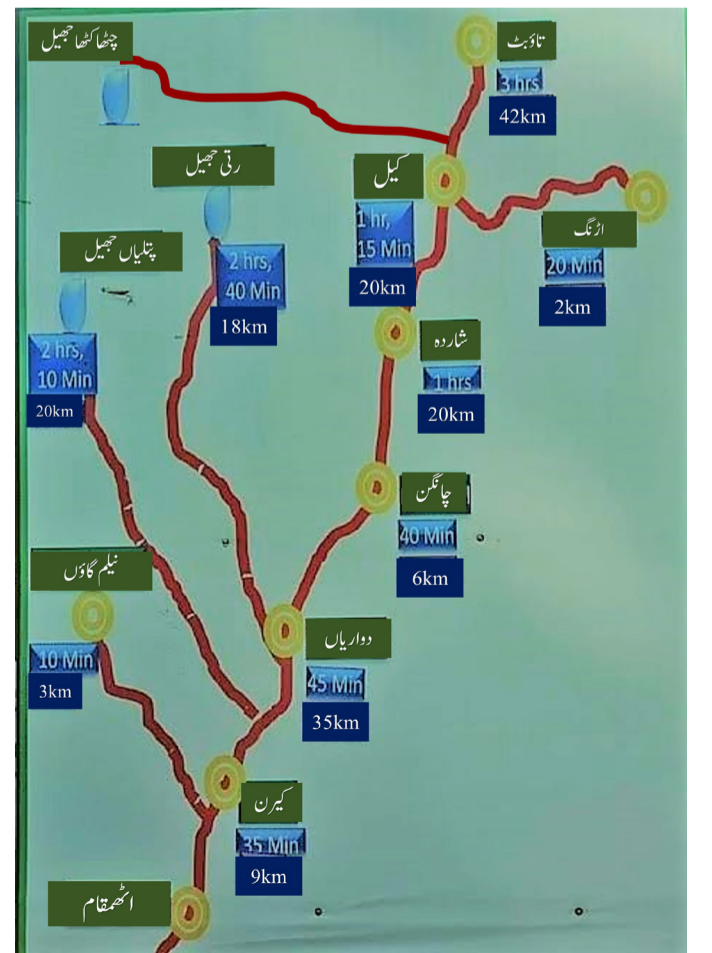 تاؤبٹ
3 hrs
42km
چٹھا کٹھا جھیل
رتی جھیل
2 hrs,
40 Min
18km
کیل
1 hr,
15 Min
20km
اڑنگ
20 Min
2km
پتلیاں جھیل
2 hrs,
10 Min
20km
شاردہ
1 hrs
20km
چانگن
40 Min
6km
نیلم گاؤں
10 Min
3km
دواریاں
45 Min
35km
کیرن
35 Min
9km
اٹھمقام